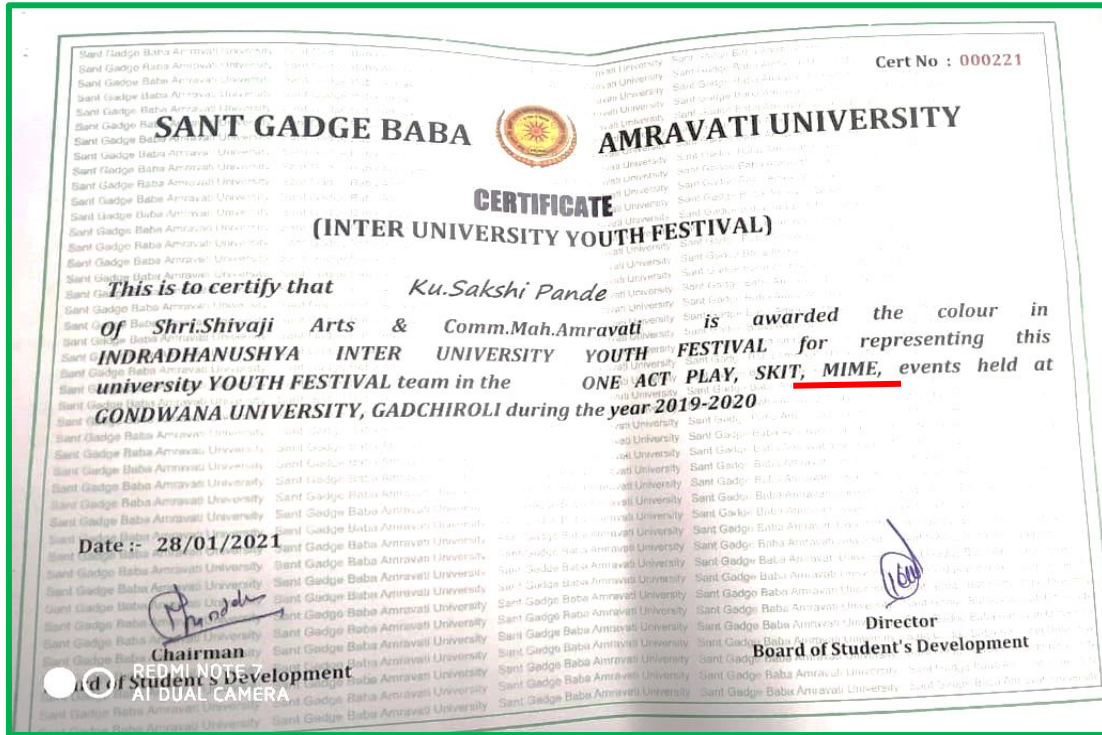 Cert No : 000221
SANT GADGE BABA AMRAVATI UNIVERSITY
CERTIFICATE
(INTER UNIVERSITY YOUTH FESTIVAL)
This is to certify that Ku.Sakshi Pande
Of Shri.Shivaji Arts & Comm.Mah.Amravati is awarded the colour in
INDRADHANUSHYA INTER UNIVERSITY YOUTH FESTIVAL for representing this
university YOUTH FESTIVAL team in the ONE ACT PLAY, SKIT, MIME, events held at
GONDWANA UNIVERSITY, GADCHIROLI during the year 2019-2020
Date :- 28/01/2021
Chairman
Student's Development
Director
Board of Student's Development
REDMI NOTE 7
AI DUAL CAMERA